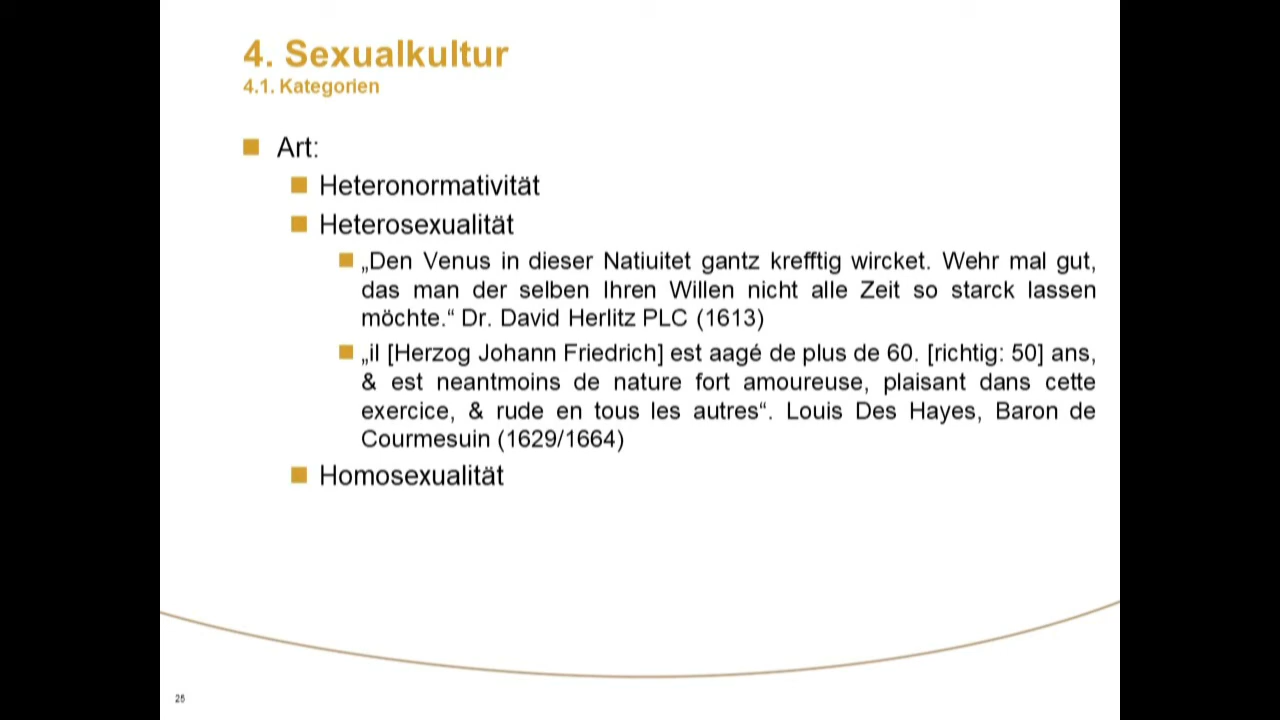 4. Sexualkultur
4.1. Kategorien
Art:
Heteronormativität
Heterosexualität
„Den Venus in dieser Natiuitet gantz krefftig wircket. Wehr mal gut,
das man der selben Ihren Willen nicht alle Zeit so starck lassen
möchte.“ Dr. David Herlitz PLC (1613)
„il [Herzog Johann Friedrich] est aagé de plus de 60. [richtig: 50] ans,
& est neantmoins de nature fort amoureuse, plaisant dans cette
exercice, & rude en tous les autres“. Louis Des Hayes, Baron de
Courmesuin (1629/1664)
Homosexualität
25